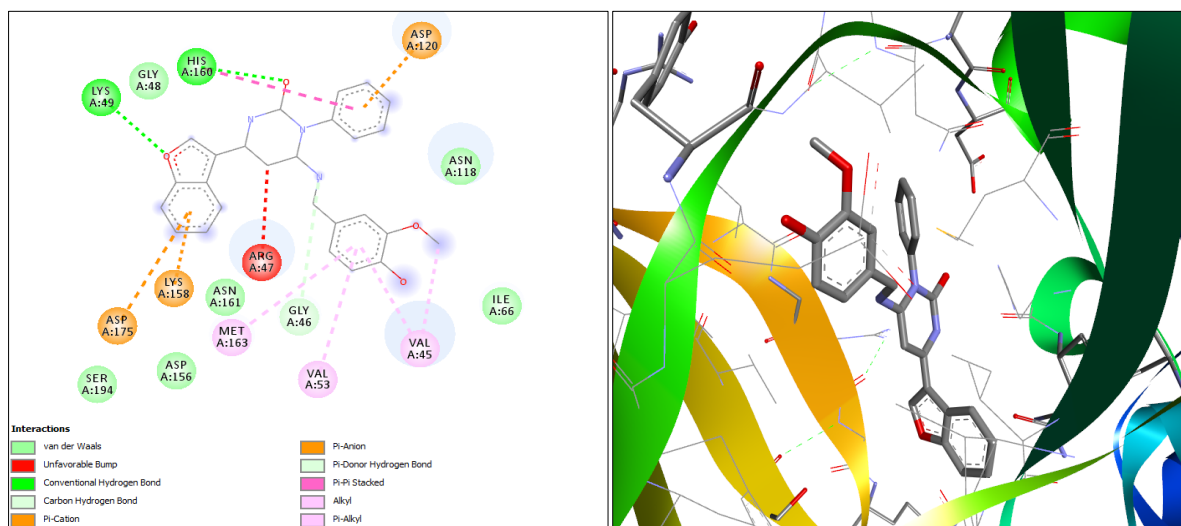 ASP
A:120
HIS
A:160
GLY
A:48
LYS
A:49
O
N
N
O
N
ASN
A:118
O
O
ARG
A:47
LYS
A:158
ASN
A:161
GLY
A:46
ILE
A:66
ASP
A:175
MET
A:163
VAL
A:45
SER
A:194
ASP
A:156
VAL
A:53
Interactions
van der Waals
Unfavorable Bump
Conventional Hydrogen Bond
Carbon Hydrogen Bond
Pi-Cation
Pi-Anion
Pi-Donor Hydrogen Bond
Pi-Pi Stacked
Alkyl
Pi-Alkyl